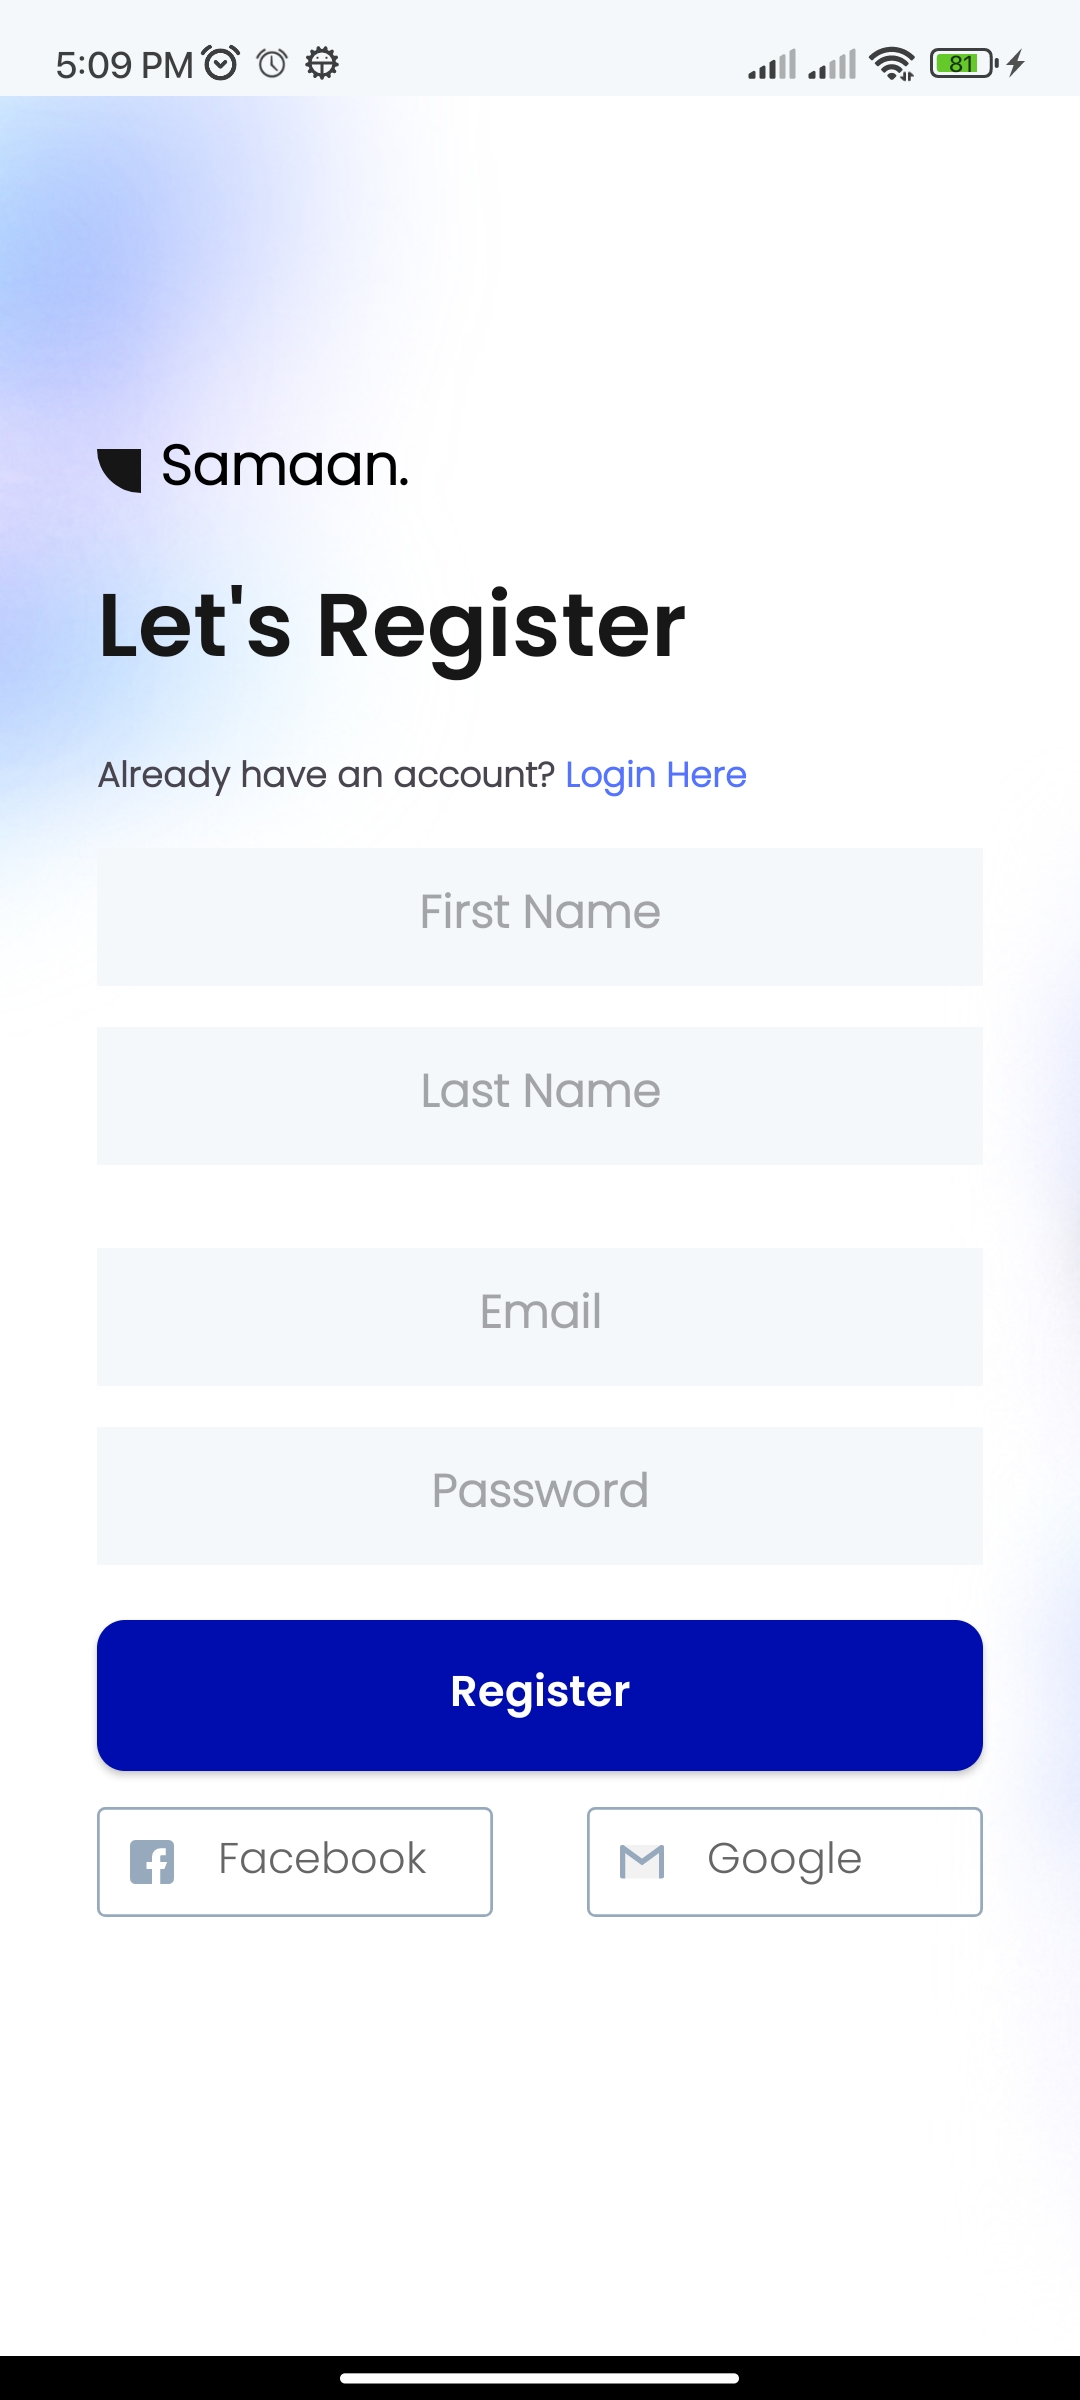 5:09 PM
81
Samaan.
Let's Register
Already have an account? Login Here
First Name
Last Name
Email
Password
Register
Facebook
Google